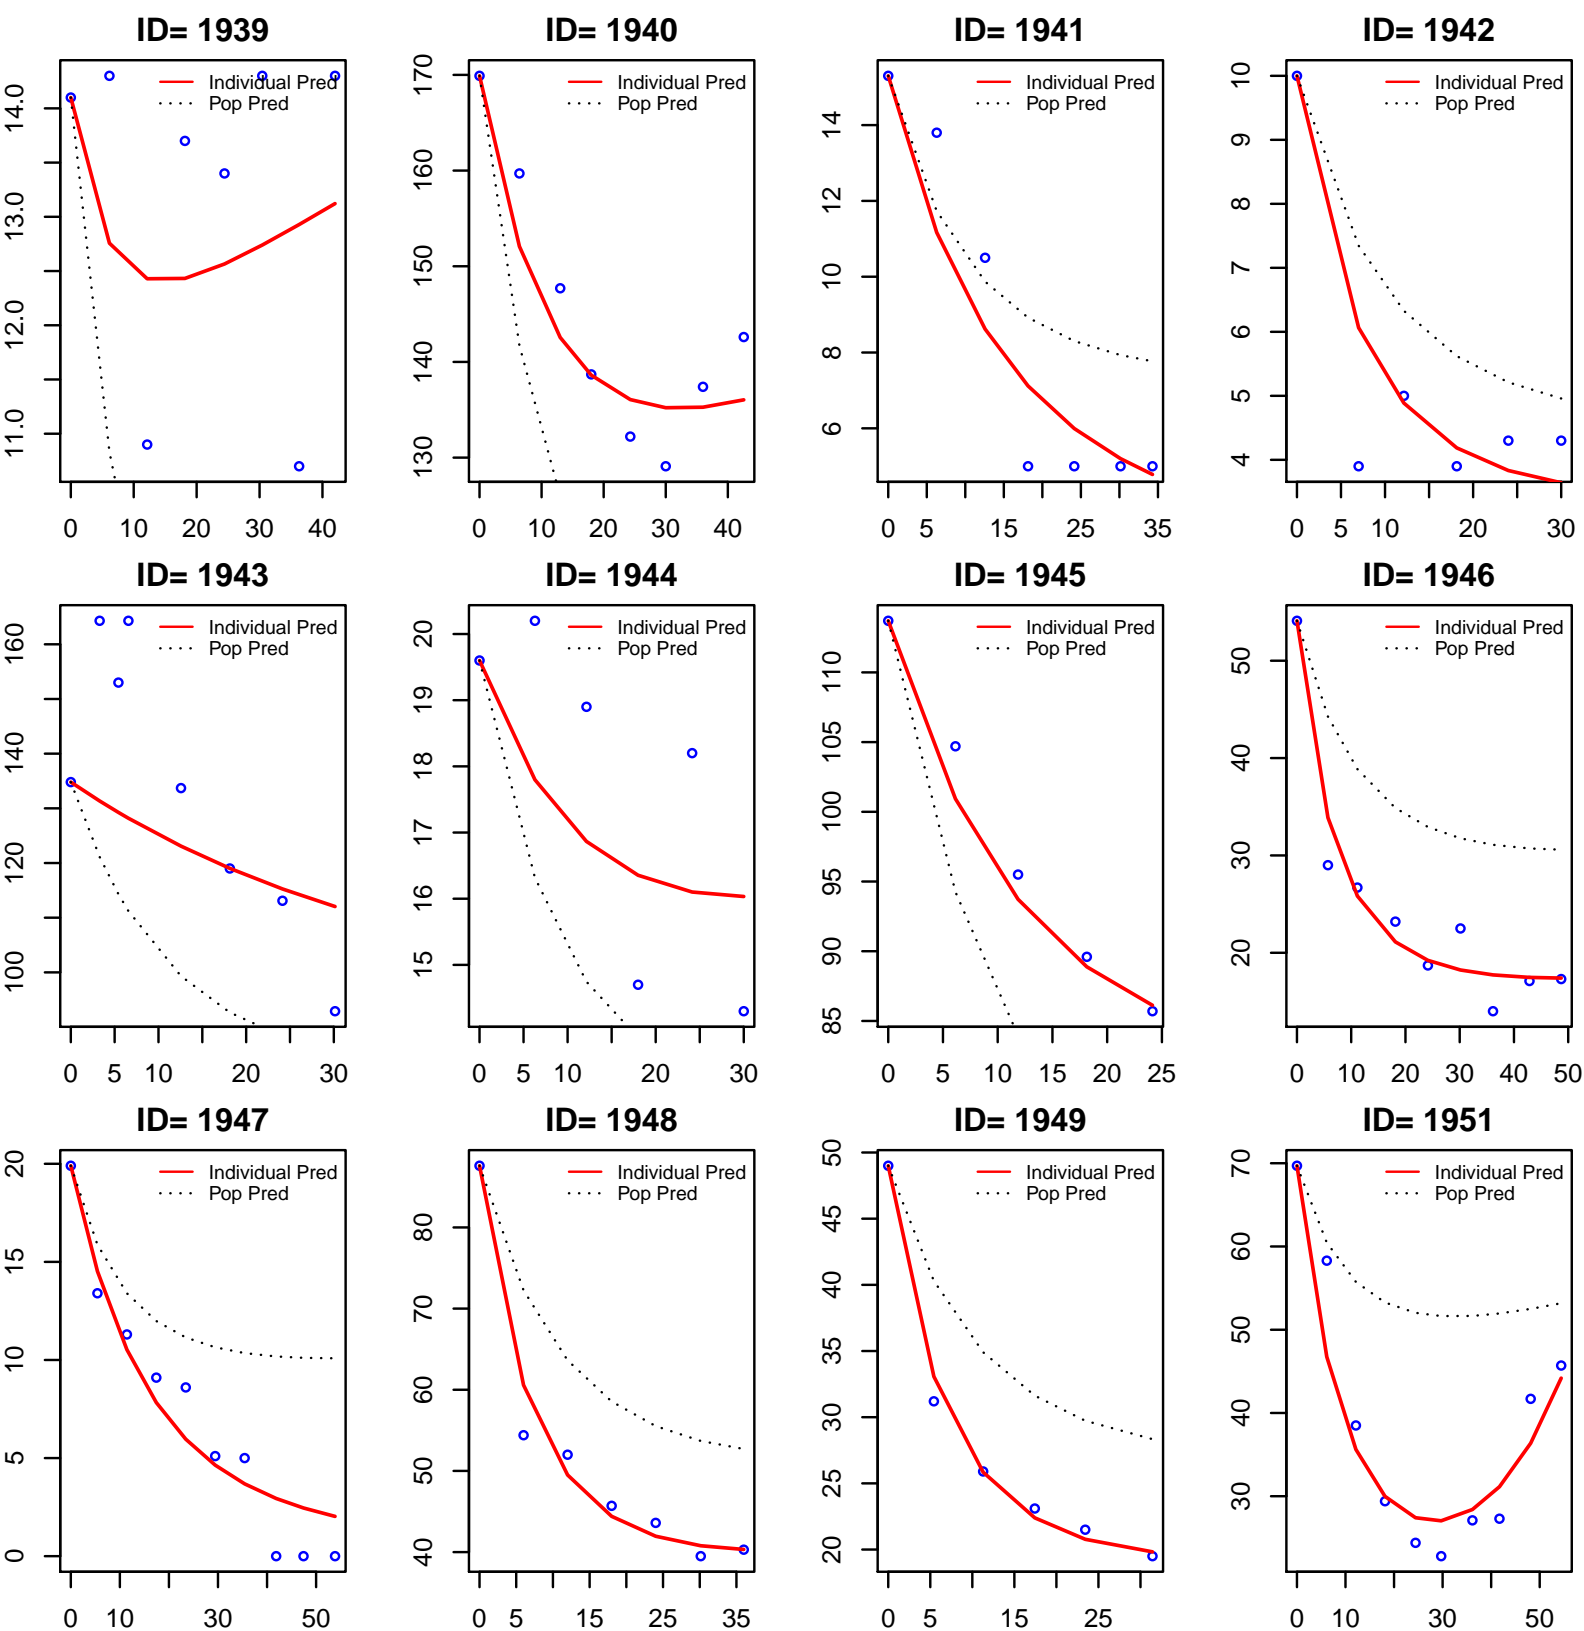 ID= 1939
Individual Pred
Pop Pred
14.0
13.0
12.0
11.0
0 10 20 30 40
ID= 1940
Individual Pred
Pop Pred
170
160
150
140
130
0 10 20 30 40
ID= 1941
Individual Pred
Pop Pred
14
12
10
8
6
0 5 15 25 35
ID= 1942
Individual Pred
Pop Pred
10
9
8
7
6
5
4
0 5 10 20 30
ID= 1943
Individual Pred
Pop Pred
160
140
120
100
0 5 10 20 30
ID= 1944
Individual Pred
Pop Pred
20
19
18
17
16
15
0 5 10 20 30
ID= 1945
Individual Pred
Pop Pred
110
105
100
95
90
85
0 5 10 15 20 25
ID= 1946
Individual Pred
Pop Pred
50
40
30
20
0 10 20 30 40 50
ID= 1947
Individual Pred
Pop Pred
20
15
10
5
0
0 10 30 50
ID= 1948
Individual Pred
Pop Pred
80
70
60
50
40
0 5 15 25 35
ID= 1949
Individual Pred
Pop Pred
50
45
40
35
30
25
20
0 5 15 25
ID= 1951
Individual Pred
Pop Pred
70
60
50
40
30
0 10 30 50